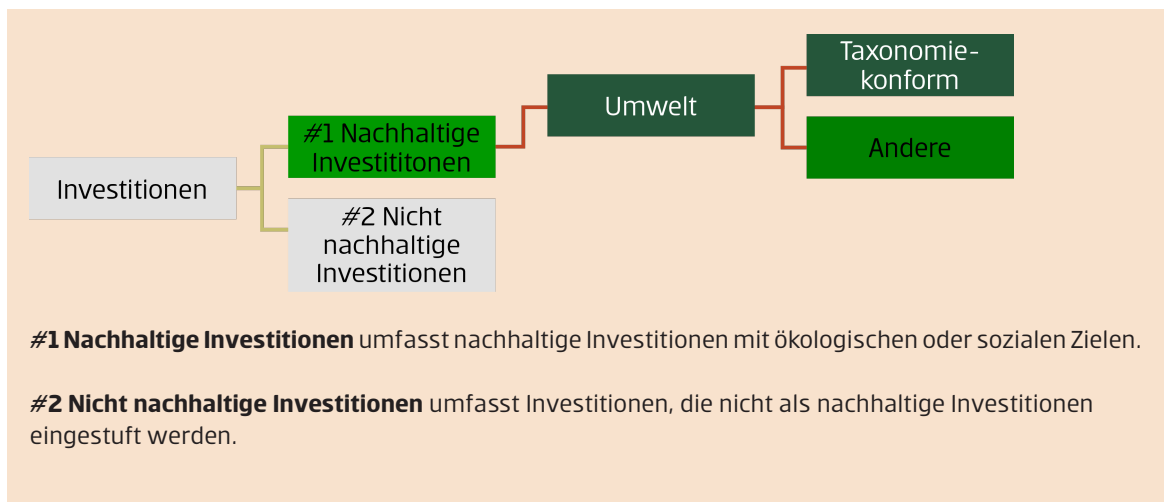 Investitionen
#1 Nachhaltige
Investititonen
#2 Nicht
nachhaltige
Investitionen
Umwelt
Taxonomie-
konform
Andere
#1 Nachhaltige Investitionen umfasst nachhaltige Investitionen mit ökologischen oder sozialen Zielen.
#2 Nicht nachhaltige Investitionen umfasst Investitionen, die nicht als nachhaltige Investitionen
eingestuft werden.